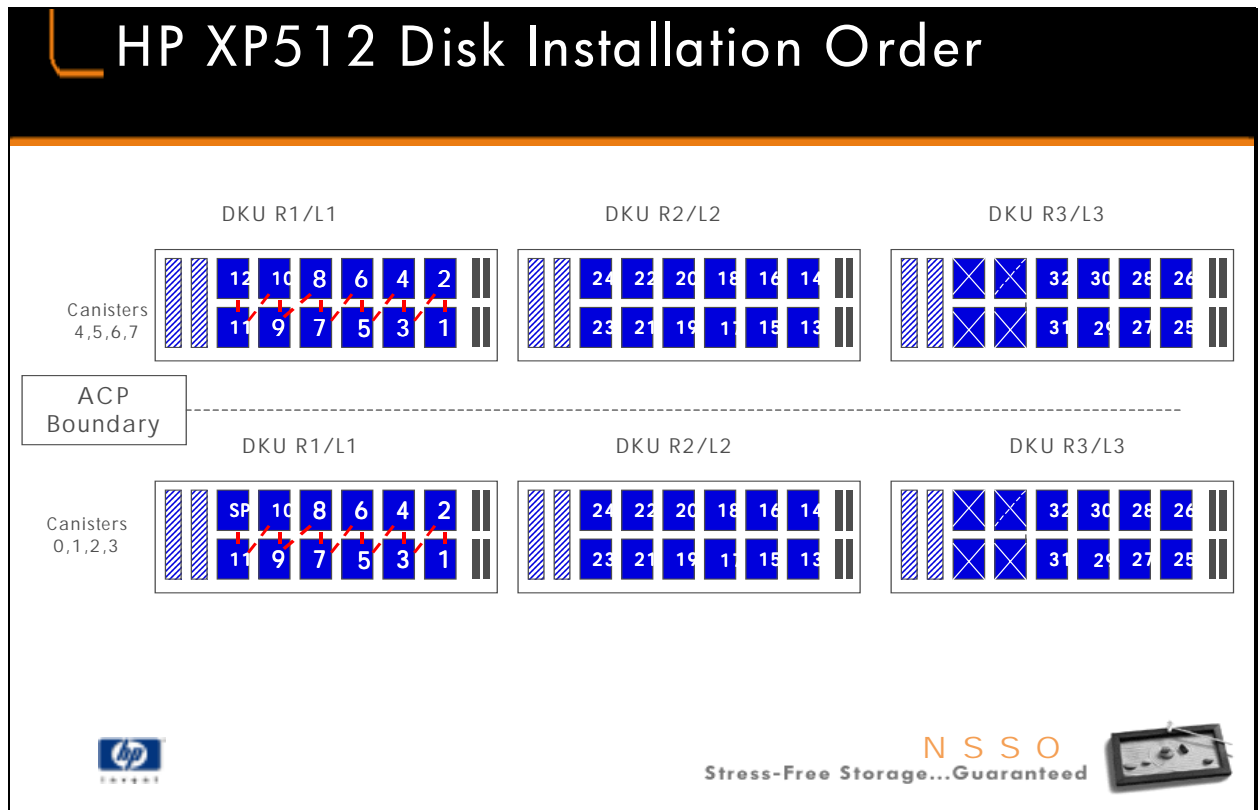 HP XP512 Disk Installation Order
DKU R1/L1 DKU R2/L2 DKU R3/L3
12 10 8 6 4 2 24 22 20 18 16 14 32 30 28 26
Canisters
4,5,6,7
11 9 7 5 3 1 23 21 19 17 15 13 31 29 27 25
ACP
Boundary
DKU R1/L1 DKU R2/L2 DKU R3/L3
SP 10 8 6 4 2 24 22 20 18 16 14 32 30 28 26
Canisters
0,1,2,3
11 9 7 5 3 1 23 21 19 17 15 13 31 29 27 25
hp
invent
NSSO
Stress-Free Storage...Guaranteed